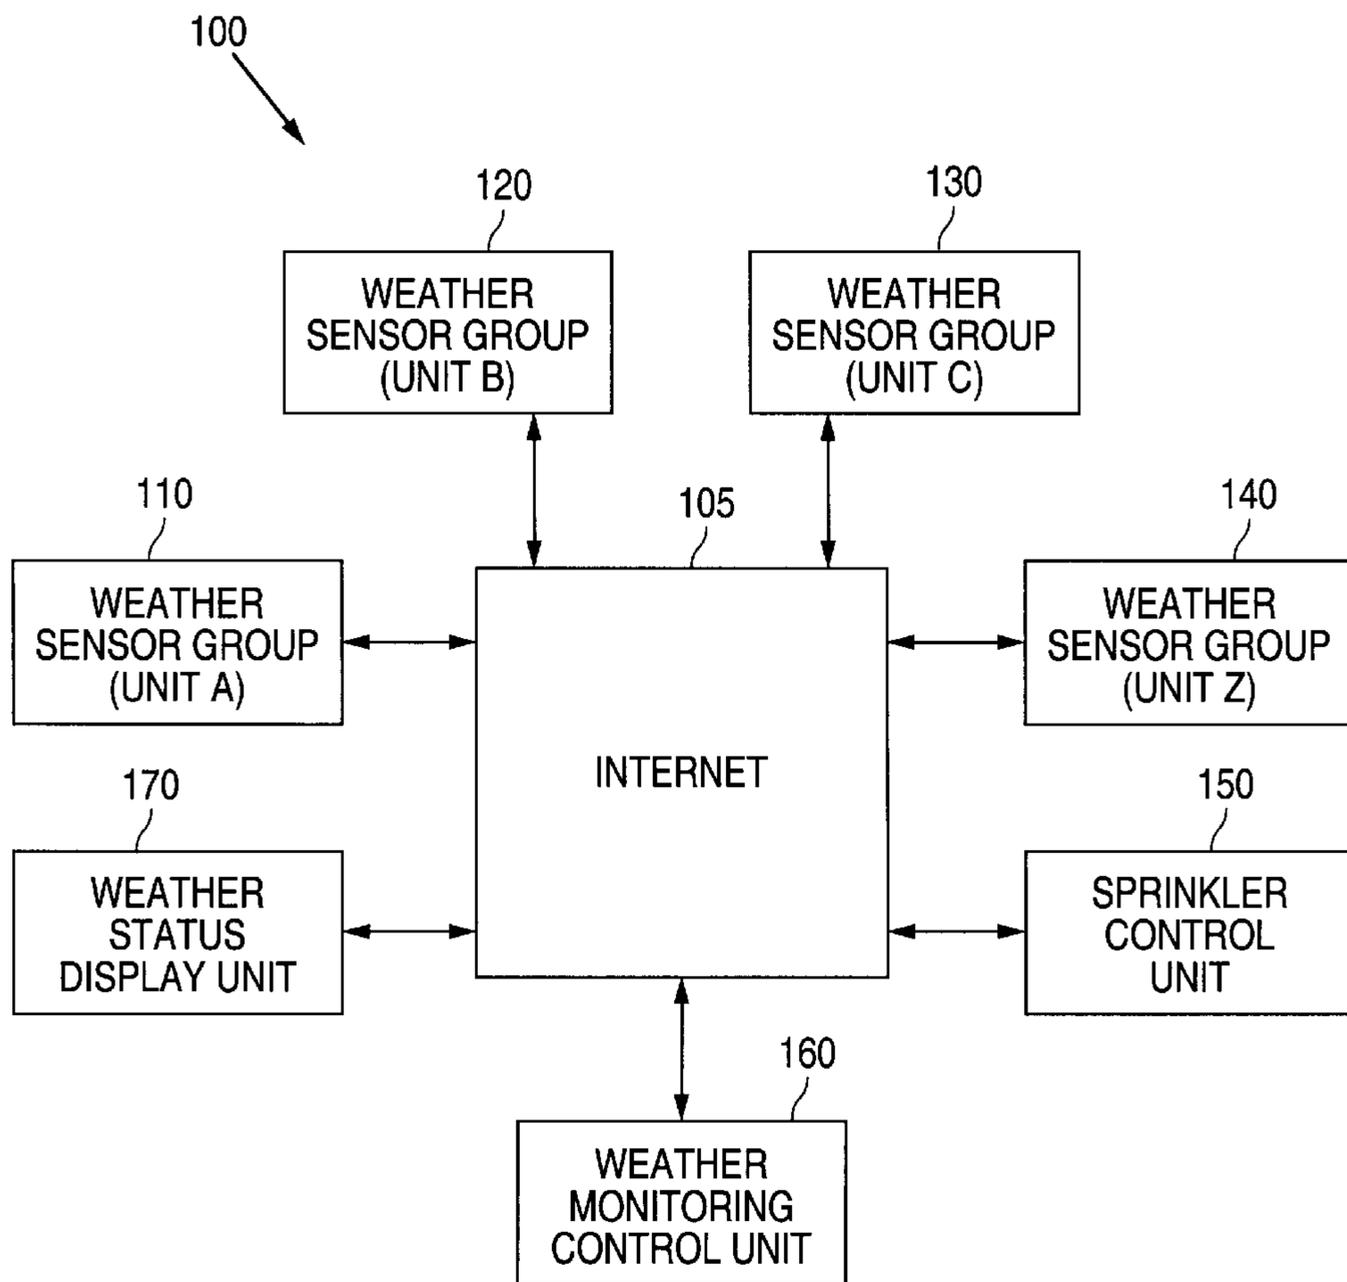 100
120
WEATHER
SENSOR GROUP
(UNIT B)
130
WEATHER
SENSOR GROUP
(UNIT C)
110
WEATHER
SENSOR GROUP
(UNIT A)
105
INTERNET
140
WEATHER
SENSOR GROUP
(UNIT Z)
170
WEATHER
STATUS
DISPLAY UNIT
150
SPRINKLER
CONTROL
UNIT
160
WEATHER
MONITORING
CONTROL UNIT